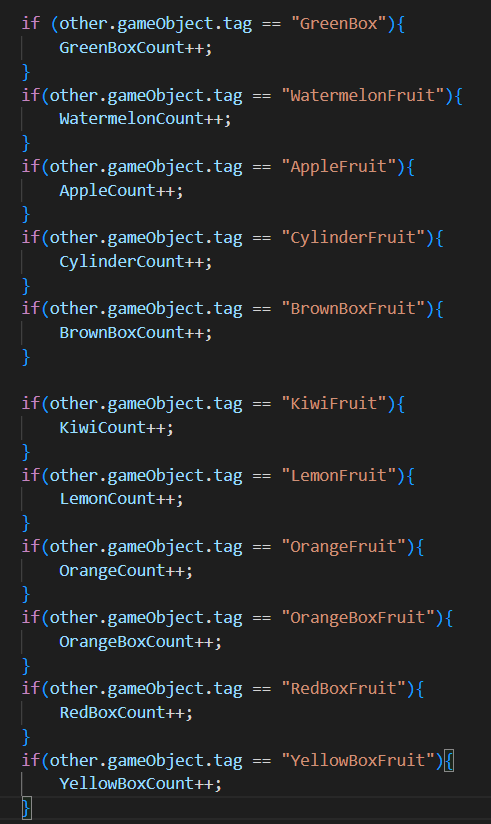 if (other.gameObject.tag == "GreenBox"){
GreenBoxCount++;
}
if(other.gameObject.tag == "WatermelonFruit"){
WatermelonCount++;
}
if(other.gameObject.tag == "AppleFruit"){
AppleCount++;
}
if(other.gameObject.tag == "CylinderFruit"){
CylinderCount++;
}
if(other.gameObject.tag == "BrownBoxFruit"){
BrownBoxCount++;
}
if(other.gameObject.tag == "KiwiFruit"){
KiwiCount++;
}
if(other.gameObject.tag == "LemonFruit"){
LemonCount++;
}
if(other.gameObject.tag == "OrangeFruit"){
OrangeCount++;
}
if(other.gameObject.tag == "OrangeBoxFruit"){
OrangeBoxCount++;
}
if(other.gameObject.tag == "RedBoxFruit"){
RedBoxCount++;
}
if(other.gameObject.tag == "YellowBoxFruit"){
YellowBoxCount++;
}